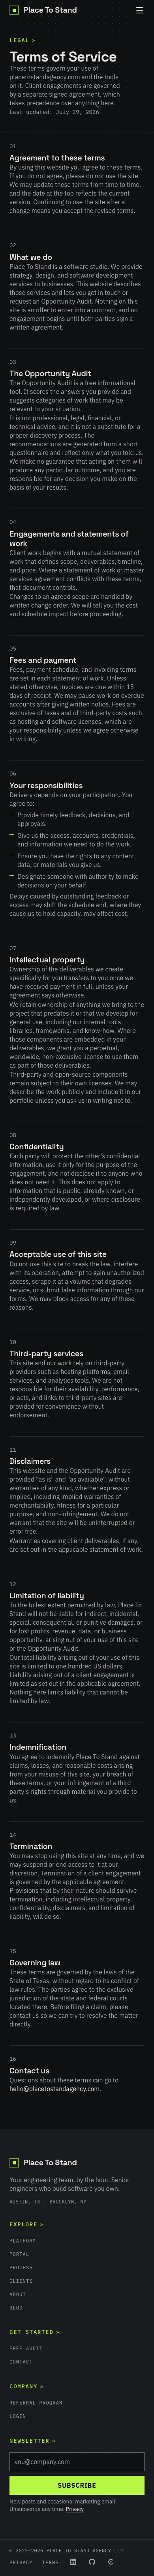 Place To Stand
LEGAL >
Terms of Service
These terms govern your use of
placetostandagency.com and the tools
on it. Client engagements are governed
by a separate signed agreement, which
takes precedence over anything here.
Last updated: July 29, 2026
01
Agreement to these terms
By using this website you agree to these terms.
If you do not agree, please do not use the site.
We may update these terms from time to time,
and the date at the top reflects the current
version. Continuing to use the site after a
change means you accept the revised terms.
02
What we do
Place To Stand is a software studio. We provide
strategy, design, and software development
services to businesses. This website describes
those services and lets you get in touch or
request an Opportunity Audit. Nothing on this
site is an offer to enter into a contract, and no
engagement begins until both parties sign a
written agreement.
03
The Opportunity Audit
The Opportunity Audit is a free informational
tool. It scores the answers you provide and
suggests categories of work that may be
relevant to your situation.
It is not professional, legal, financial, or
technical advice, and it is not a substitute for a
proper discovery process. The
recommendations are generated from a short
questionnaire and reflect only what you told us.
We make no guarantee that acting on them will
produce any particular outcome, and you are
responsible for any decision you make on the
basis of your results.
04
Engagements and statements of
work
Client work begins with a mutual statement of
work that defines scope, deliverables, timeline,
and price. Where a statement of work or master
services agreement conflicts with these terms,
that document controls.
Changes to an agreed scope are handled by
written change order. We will tell you the cost
and schedule impact before proceeding.
05
Fees and payment
Fees, payment schedule, and invoicing terms
are set in each statement of work. Unless
stated otherwise, invoices are due within 15
days of receipt. We may pause work on overdue
accounts after giving written notice. Fees are
exclusive of taxes and of third-party costs such
as hosting and software licenses, which are
your responsibility unless we agree otherwise
in writing.
06
Your responsibilities
Delivery depends on your participation. You
agree to:
Provide timely feedback, decisions, and
approvals.
Give us the access, accounts, credentials,
and information we need to do the work.
Ensure you have the rights to any content,
data, or materials you give us.
Designate someone with authority to make
decisions on your behalf.
Delays caused by outstanding feedback or
access may shift the schedule and, where they
cause us to hold capacity, may affect cost.
07
Intellectual property
Ownership of the deliverables we create
specifically for you transfers to you once we
have received payment in full, unless your
agreement says otherwise.
We retain ownership of anything we bring to the
project that predates it or that we develop for
general use, including our internal tools,
libraries, frameworks, and know-how. Where
those components are embedded in your
deliverables, we grant you a perpetual,
worldwide, non-exclusive license to use them
as part of those deliverables.
Third-party and open-source components
remain subject to their own licenses. We may
describe the work publicly and include it in our
portfolio unless you ask us in writing not to.
08
Confidentiality
Each party will protect the other's confidential
information, use it only for the purpose of the
engagement, and not disclose it to anyone who
does not need it. This does not apply to
information that is public, already known, or
independently developed, or where disclosure
is required by law.
09
Acceptable use of this site
Do not use this site to break the law, interfere
with its operation, attempt to gain unauthorized
access, scrape it at a volume that degrades
service, or submit false information through our
forms. We may block access for any of these
reasons.
10
Third-party services
This site and our work rely on third-party
providers such as hosting platforms, email
services, and analytics tools. We are not
responsible for the availability, performance,
or acts, and links to third-party sites are
provided for convenience without
endorsement.
11
Disclaimers
This website and the Opportunity Audit are
provided "as is" and "as available", without
warranties of any kind, whether express or
implied, including implied warranties of
merchantability, fitness for a particular
purpose, and non-infringement. We do not
warrant that the site will be uninterrupted or
error free.
Warranties covering client deliverables, if any,
are set out in the applicable statement of work.
12
Limitation of liability
To the fullest extent permitted by law, Place To
Stand will not be liable for indirect, incidental,
special, consequential, or punitive damages, or
for lost profits, revenue, data, or business
opportunity, arising out of your use of this site
or the Opportunity Audit.
Our total liability arising out of your use of this
site is limited to one hundred US dollars.
Liability arising out of a client engagement is
limited as set out in the applicable agreement.
Nothing here limits liability that cannot be
limited by law.
13
Indemnification
You agree to indemnify Place To Stand against
claims, losses, and reasonable costs arising
from your misuse of this site, your breach of
these terms, or your infringement of a third
party's rights through material you provide to
us.
14
Termination
You may stop using this site at any time, and we
may suspend or end access to it at our
discretion. Termination of a client engagement
is governed by the applicable agreement.
Provisions that by their nature should survive
termination, including intellectual property,
confidentiality, disclaimers, and limitation of
liability, will do so.
15
Governing law
These terms are governed by the laws of the
State of Texas, without regard to its conflict of
law rules. The parties agree to the exclusive
jurisdiction of the state and federal courts
located there. Before filing a claim, please
contact us so we can try to resolve the matter
directly.
16
Contact us
Questions about these terms can go to
hello@placetostandagency.com.
Place To Stand
Your engineering team, by the hour. Senior
engineers who build software you own.
AUSTIN, TX · BROOKLYN, NY
EXPLORE >
PLATFORM
PORTAL
PROCESS
CLIENTS
ABOUT
BLOG
GET STARTED >
FREE AUDIT
CONTACT
COMPANY >
REFERRAL PROGRAM
LOGIN
NEWSLETTER >
you@company.com
SUBSCRIBE
New posts and occasional marketing email.
Unsubscribe any time. Privacy
© 2023–2026 PLACE TO STAND AGENCY LLC
PRIVACY TERMS